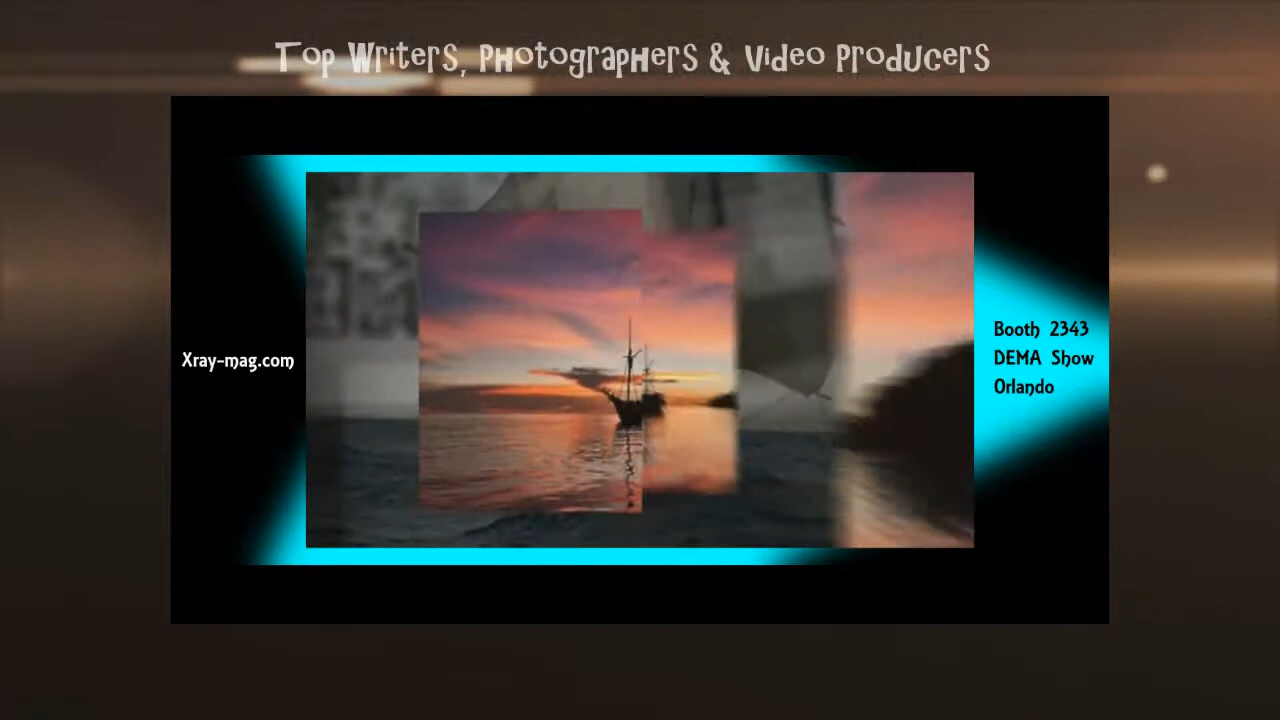 Top Writers, Photographers & Video Producers
Xray-mag.com
Booth 2343
DEMA Show
Orlando